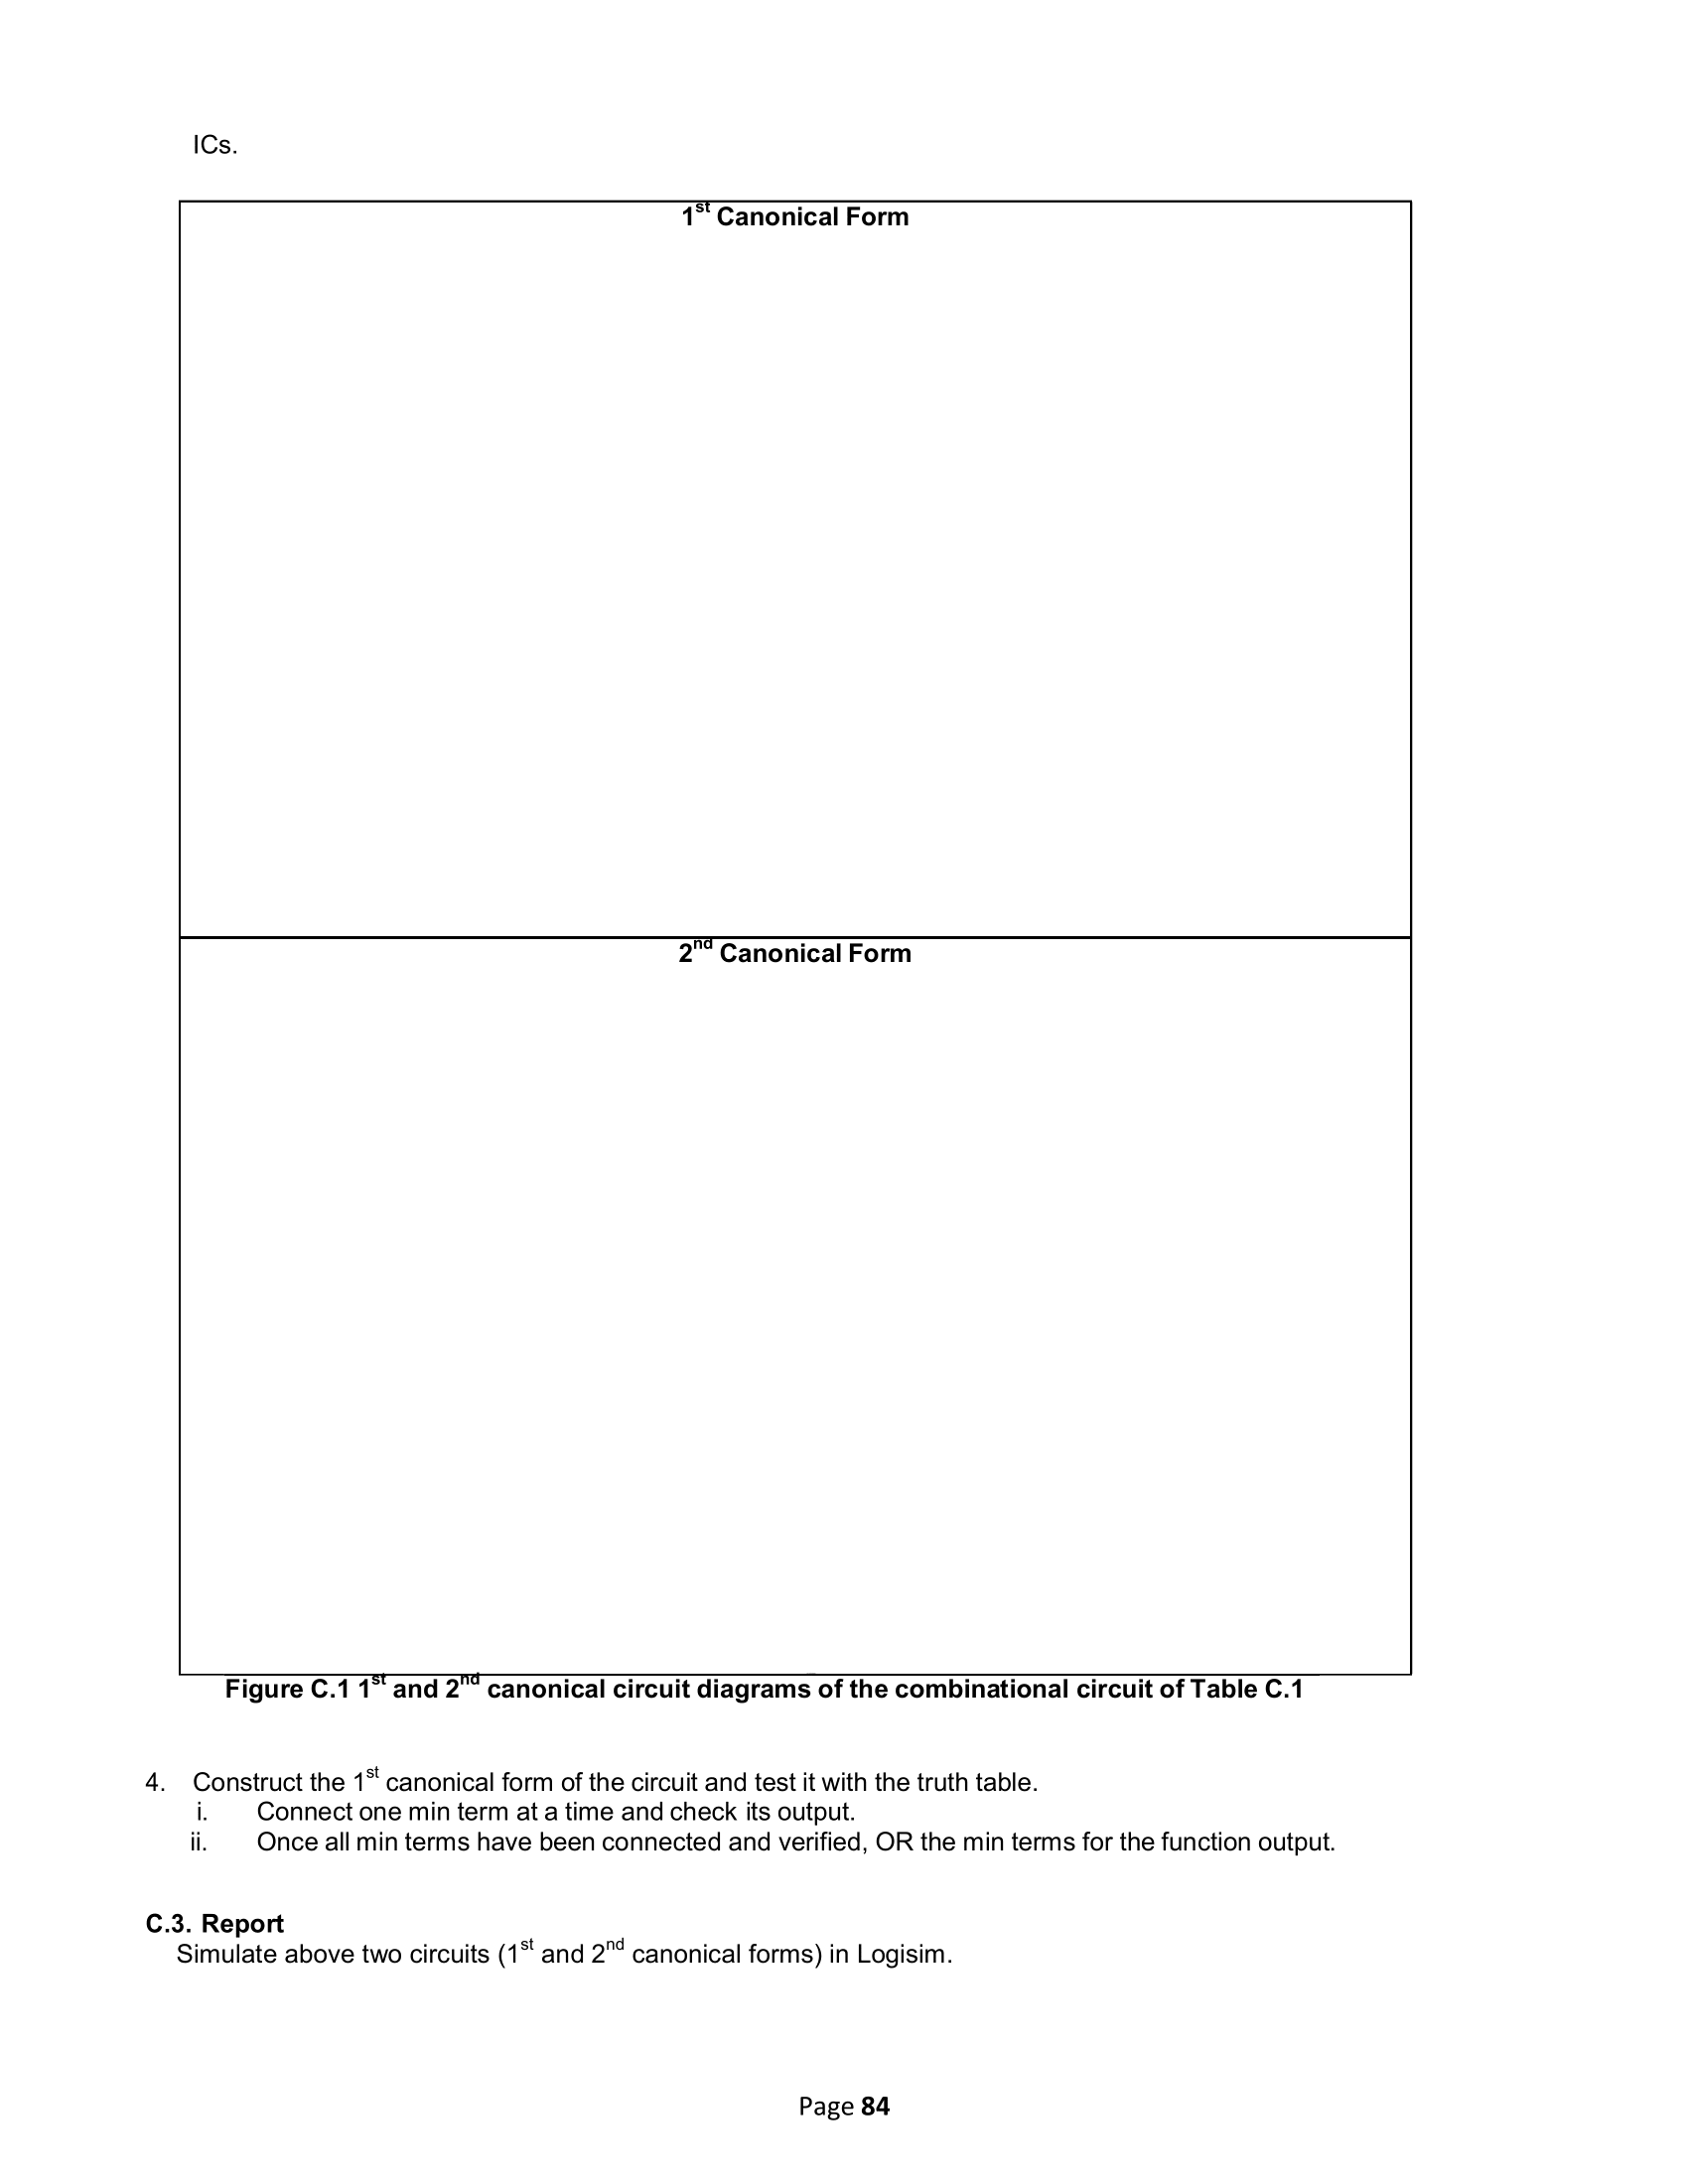 ICs.
1st Canonical Form
2nd Canonical Form
Figure C.1 1st and 2nd canonical circuit diagrams of the combinational circuit of Table C.1
4. Construct the 1st canonical form of the circuit and test it with the truth table.
i. Connect one min term at a time and check its output.
ii. Once all min terms have been connected and verified, OR the min terms for the function output.
C.3. Report
Simulate above two circuits (1st and 2nd canonical forms) in Logisim.
Page 84